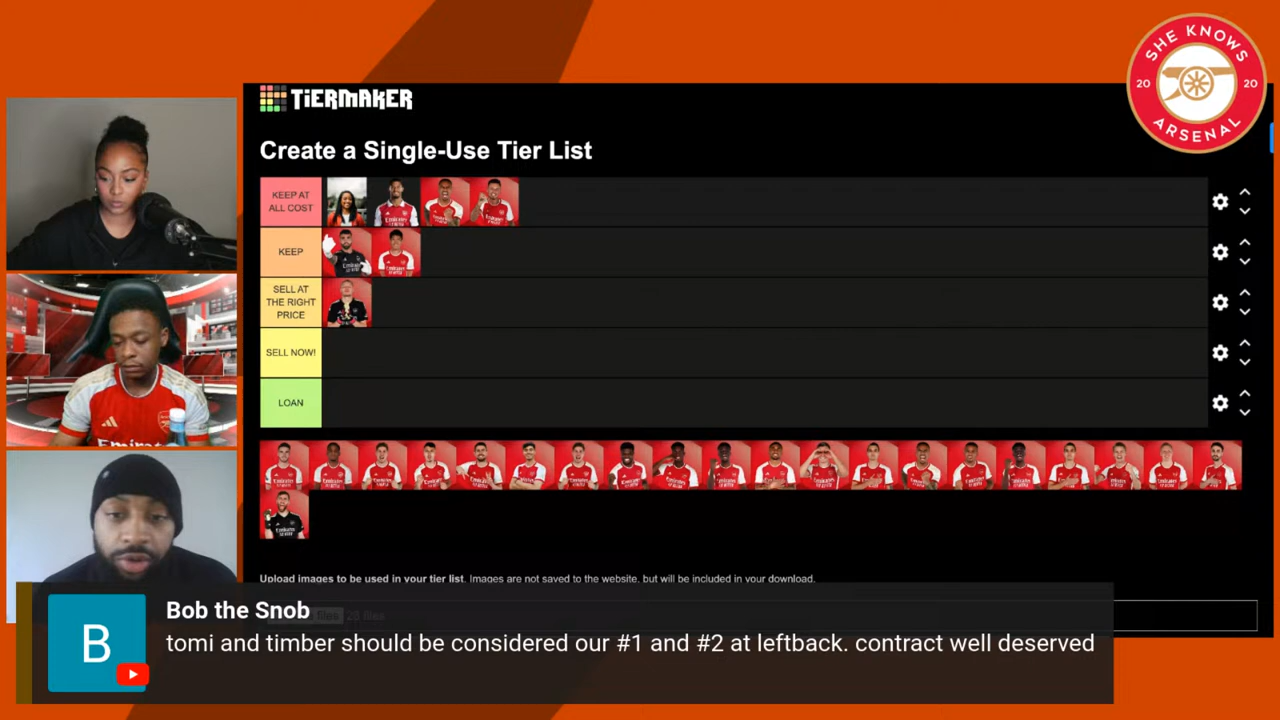 SHE KNOWS
20 20
ARSENAL
TiERMAKER
Create a Single-Use Tier List
KEEP AT
ALL COST
KEEP
SELL AT
THE RIGHT
PRICE
SELL NOW!
LOAN
Upload images to be used in your tier list. Images are not saved to the website, but will be included in your download.
files
Bob the Snob
B
tomi and timber should be considered our #1 and #2 at leftback. contract well deserved